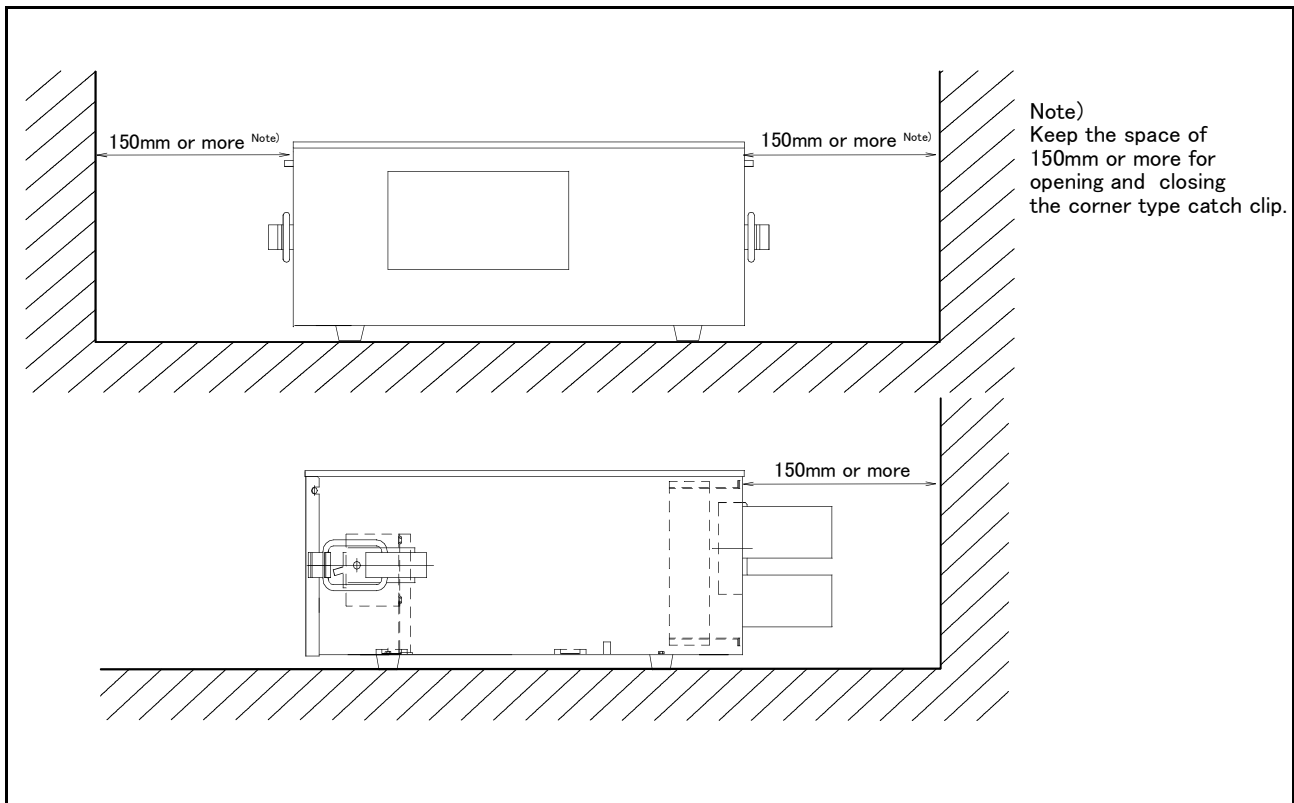 150mm or more Note)
150mm or more Note)
Note)
Keep the space of
150mm or more for
opening and closing
the corner type catch clip.
150mm or more